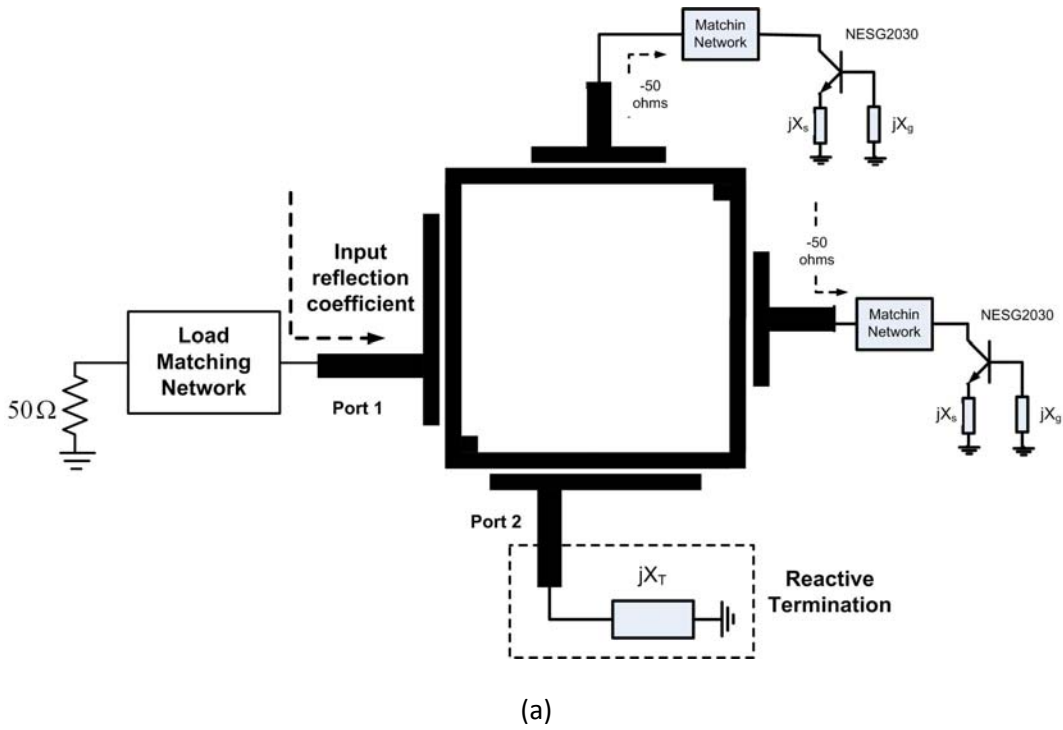 Matchin
Network
NESG2030
-50
ohms
jXs
jXg
Input
reflection
coefficient
-50
ohms
Load
Matching
Network
Matchin
Network
NESG2030
50Ω
Port 1
jXs
jXg
Port 2
jXT
Reactive
Termination
(a)